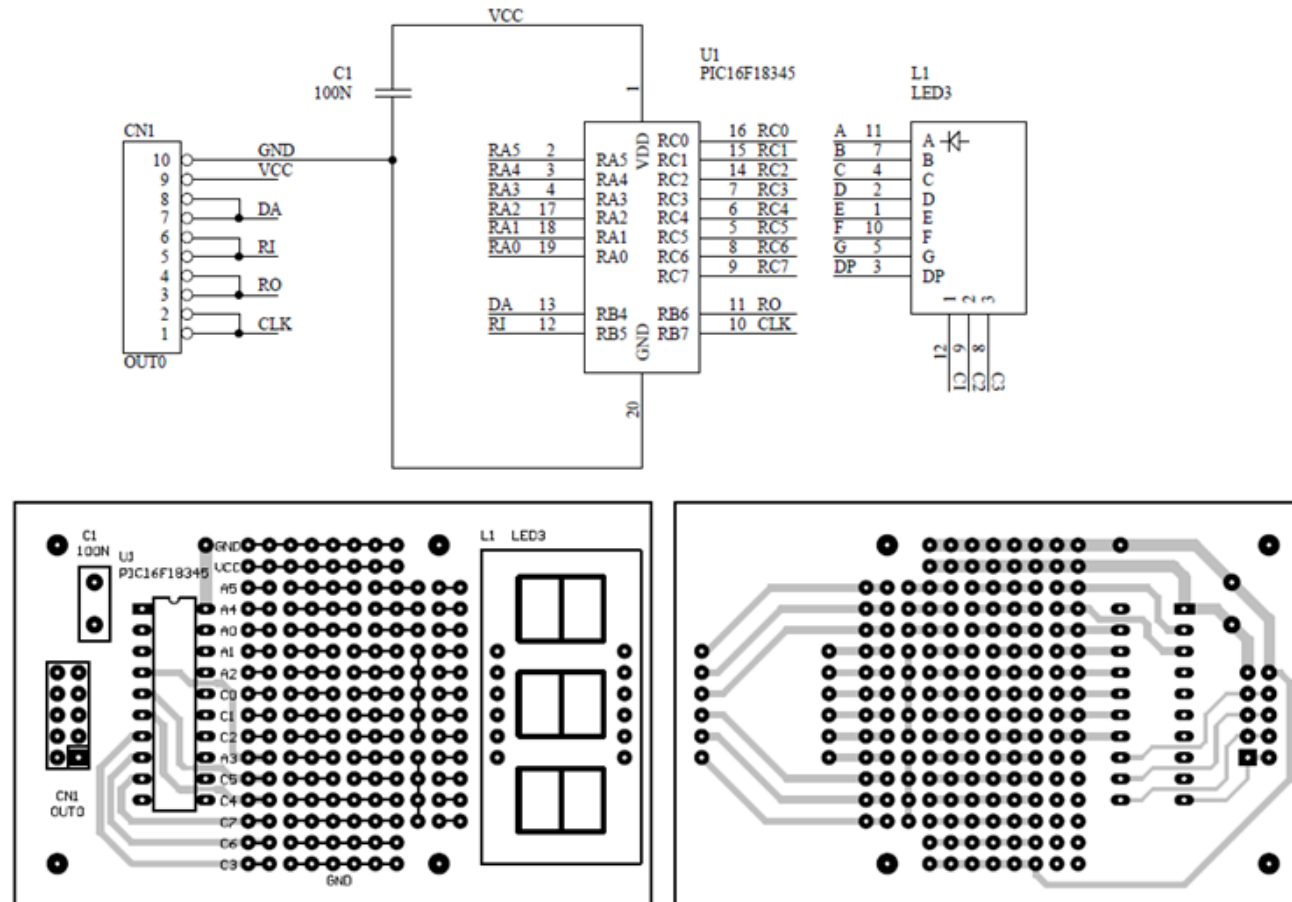 VCC
U1
PIC16F18345
C1
100N
L1
LED3
1
CN1
10 GND
9 VCC
8
7 DA
6
5 RI
4
3 RO
2
1 CLK
OUT0
VDD
RA5 2 RA5
RA4 3 RA4
RA3 4 RA3
RA2 17 RA2
RA1 18 RA1
RA0 19 RA0
DA 13 RB4
RI 12 RB5
RC0 16 RC0
RC1 15 RC1
RC2 14 RC2
RC3 7 RC3
RC4 6 RC4
RC5 5 RC5
RC6 8 RC6
RC7 9 RC7
RB6 11 RO
RB7 10 CLK
GND
20
A 11 A
B 7 B
C 4 C
D 2 D
E 1 E
F 10 F
G 5 G
DP 3 DP
1 2 3
12 9 8
C1 C2 C3
C1
100N
U1
PIC16F18345
L1 LED3
GND
VCC
A5
A4
A0
A1
A2
C0
C1
C2
A3
C5
C4
C7
C6
C3
GND
CN1
OUT0